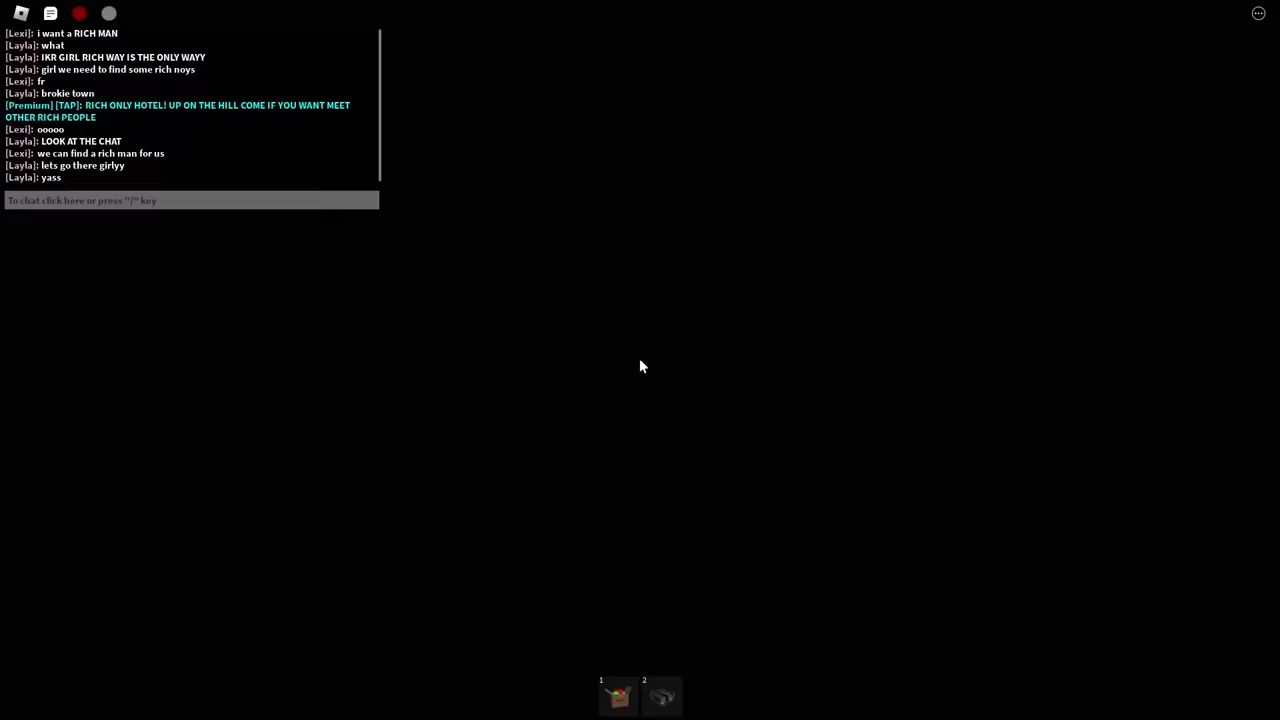 [Lexi]: i want a RICH MAN
[Layla]: what
[Layla]: IKR GIRL RICH WAY IS THE ONLY WAYY
[Layla]: girl we need to find some rich noys
[Lexi]: fr
[Layla]: brokie town
[Premium] [TAP]: RICH ONLY HOTEL! UP ON THE HILL COME IF YOU WANT MEET
OTHER RICH PEOPLE
[Lexi]: ooooo
[Layla]: LOOK AT THE CHAT
[Lexi]: we can find a rich man for us
[Layla]: lets go there girlyy
[Layla]: yass
To chat click here or press "/" key
1
2